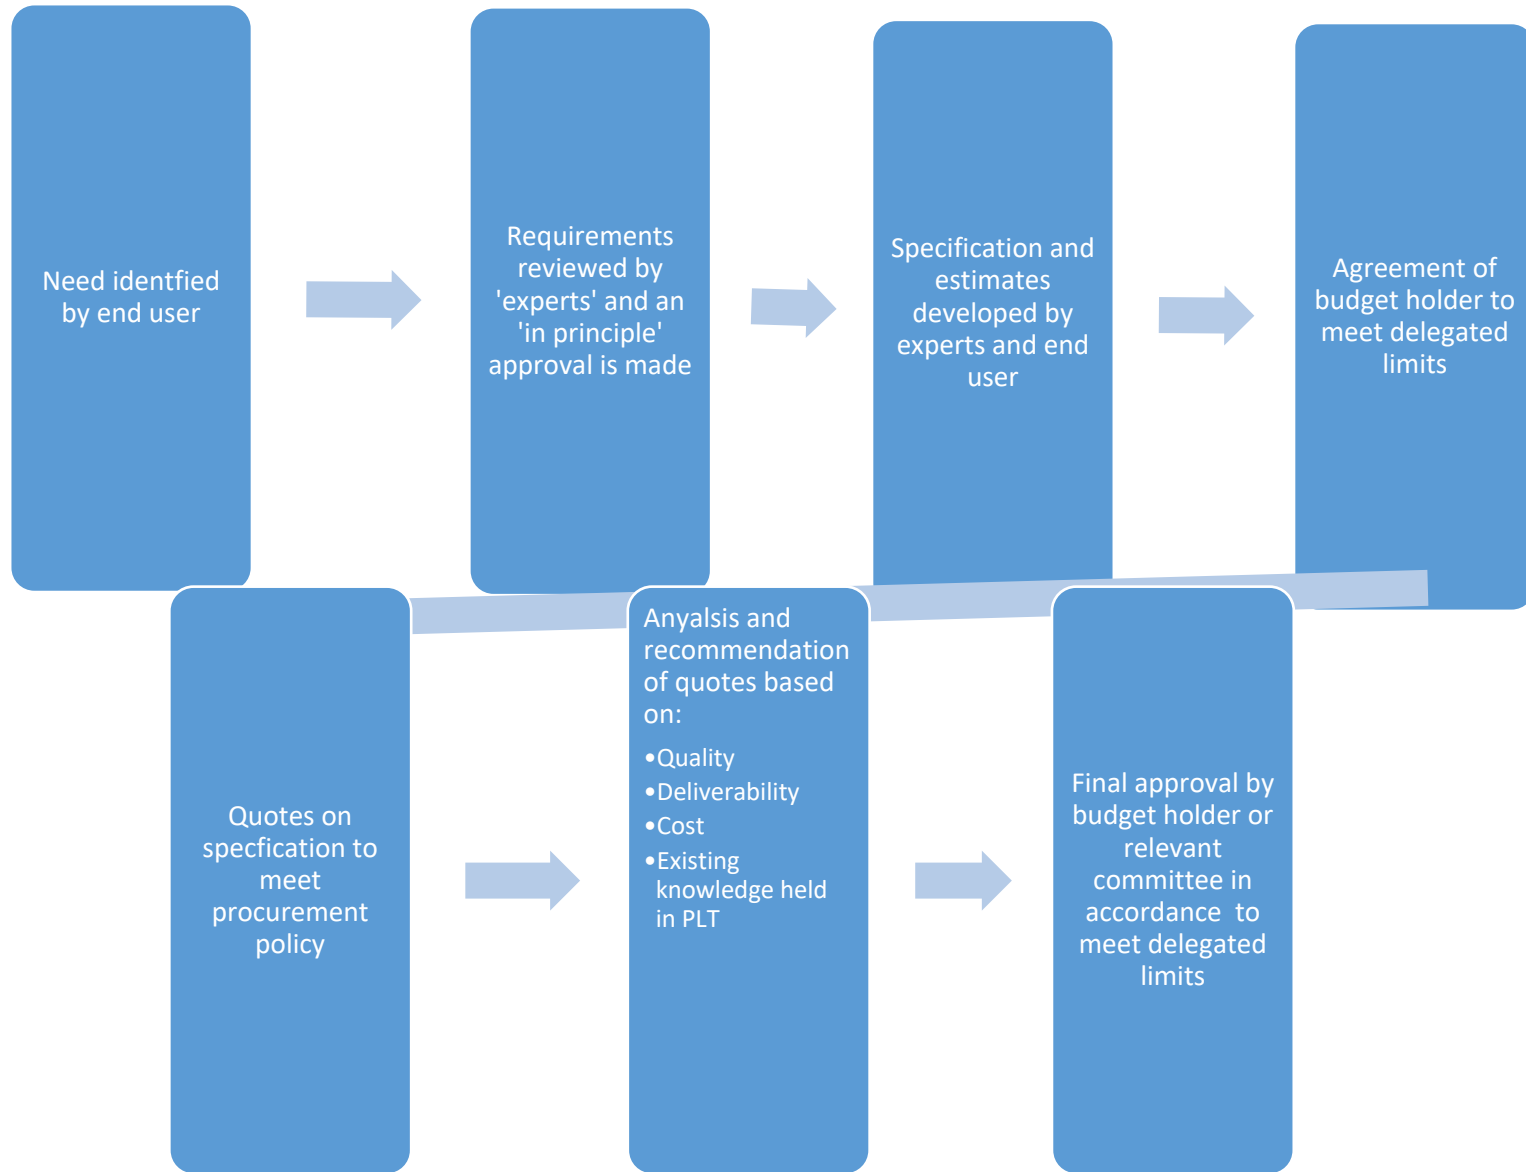 Need identfied
by end user
Requirements
reviewed by
'experts' and an
'in principle'
approval is made
Specification and
estimates
developed by
experts and end
user
Agreement of
budget holder to
meet delegated
limits
Quotes on
specfication to
meet
procurement
policy
Anyalsis and
recommendation
of quotes based
on:
•Quality
•Deliverability
•Cost
•Existing
knowledge held
in PLT
Final approval by
budget holder or
relevant
committee in
accordance  to
meet delegated
limits